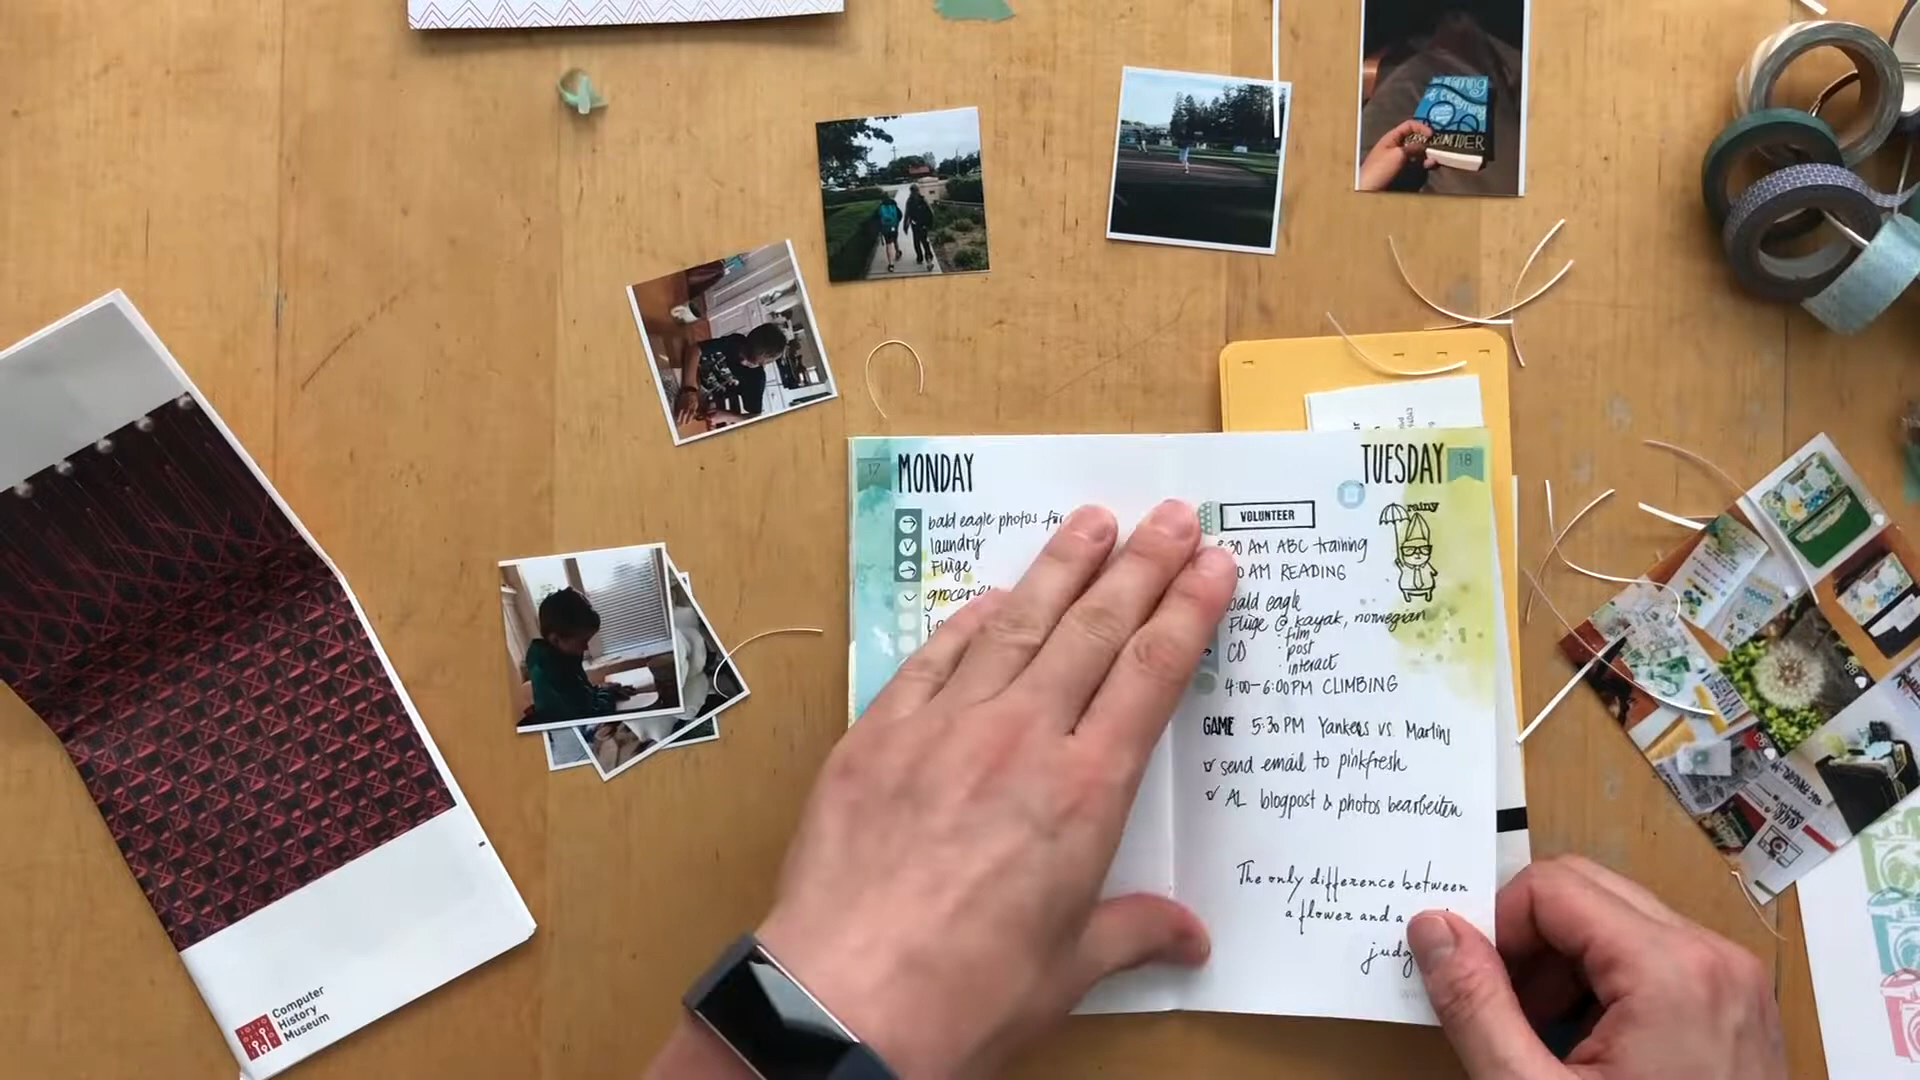 17 MONDAY
bald eagle photos für
laundry
Flüge
TUESDAY 18
VOLUNTEER
rainy
30 AM ABC training
0 AM READING
bald eagle
Flüge @ kayak, norwegian
film
CD post
interact
4:00-6:00PM CLIMBING
GAME 5:30 PM Yankees vs. Marlins
send email to pinkfresh
AL blogpost & photos bearbeiten
The only difference between
a flower and a
Computer
History
Museum